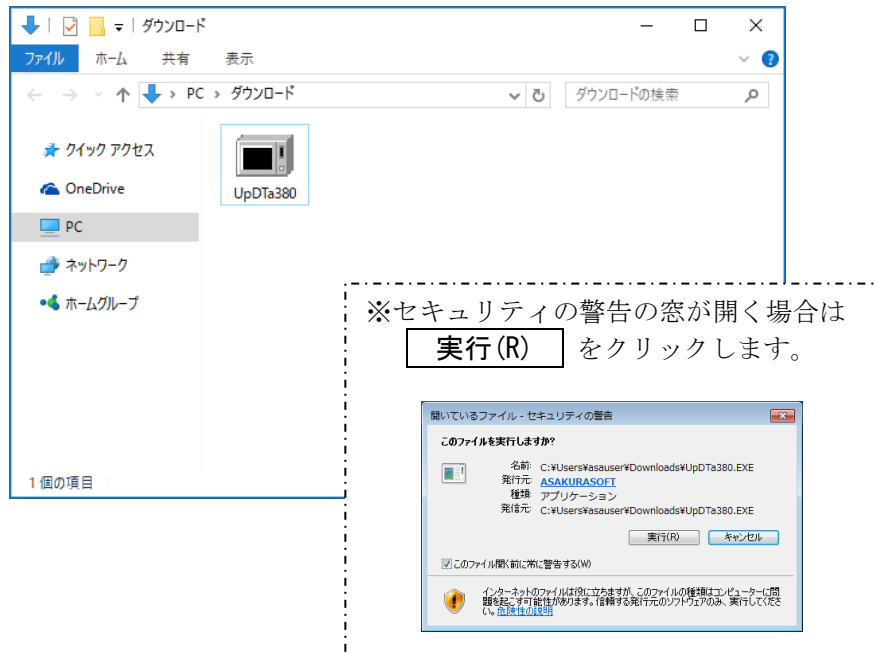 ダウンロード
ファイル ホーム 共有 表示
PC › ダウンロード ダウンロードの検索
クイック アクセス
OneDrive
PC
ネットワーク
ホームグループ
UpDTa380
1 個の項目
※セキュリティの警告の窓が開く場合は
実行(R) をクリックします。
開いているファイル - セキュリティの警告
このファイルを実行しますか?
名前: C:¥Users¥asauser¥Downloads¥UpDTa380.EXE
発行元: ASAKURASOFT
種類: アプリケーション
発信元: C:¥Users¥asauser¥Downloads¥UpDTa380.EXE
実行(R) キャンセル
このファイル開く前に常に警告する(W)
インターネットのファイルは役に立ちますが、このファイルの種類はコンピューターに問
題を起こす可能性があります。信頼する発行元のソフトウェアのみ、実行してくださ
い。危険性の説明